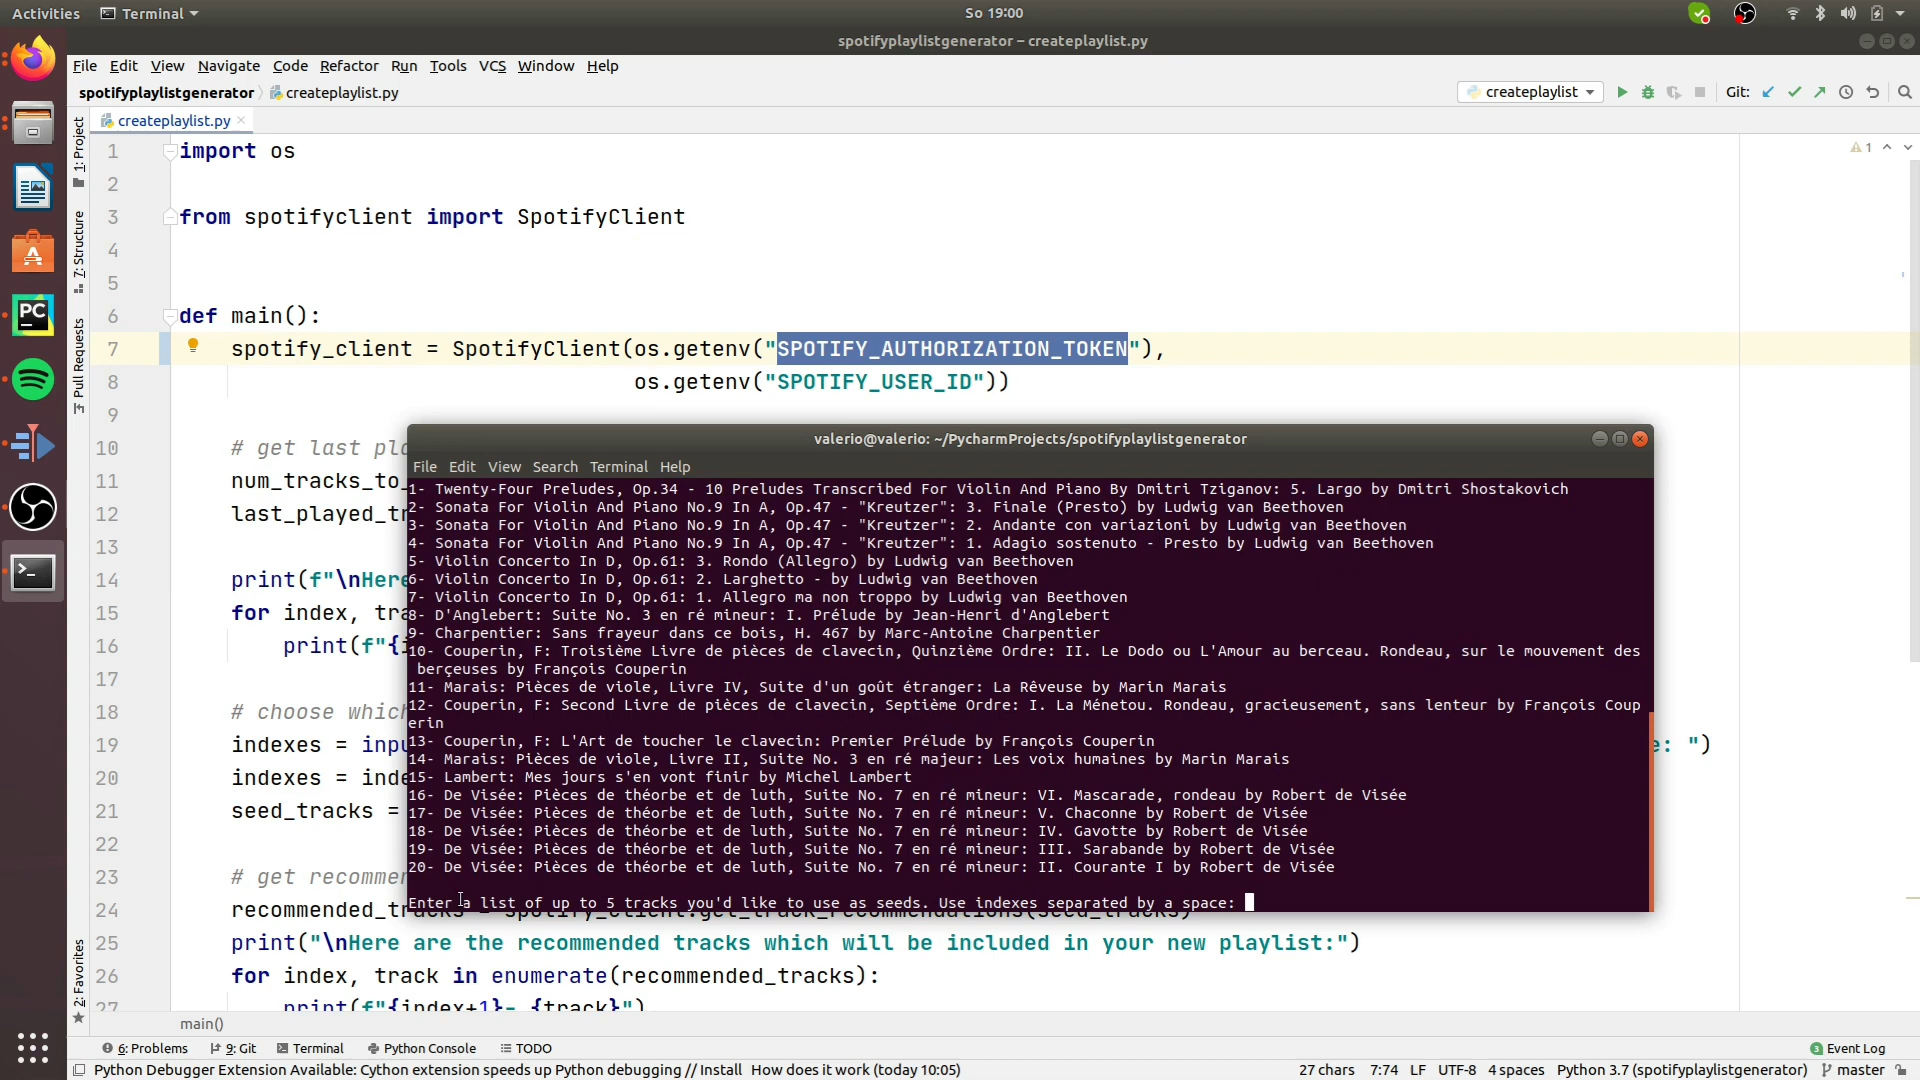 Activities Terminal So 19:00
spotifyplaylistgenerator – createplaylist.py
File Edit View Navigate Code Refactor Run Tools VCS Window Help
spotifyplaylistgenerator createplaylist.py createplaylist Git:
createplaylist.py
1: Project
7: Structure
Pull Requests
2: Favorites
1 import os
2
3 from spotifyclient import SpotifyClient
4
5
6 def main():
7 spotify_client = SpotifyClient(os.getenv("SPOTIFY_AUTHORIZATION_TOKEN"),
8 os.getenv("SPOTIFY_USER_ID"))
9
10 # get last pla
11 num_tracks_to_
12 last_played_tr
13
14 print(f"\nHere
15 for index, tra
16 print(f"{i
17
18 # choose which
19 indexes = inpu e: ")
20 indexes = inde
21 seed_tracks =
22
23 # get recommen
24 recommended_tracks = spotify_client.get_track_recommendations(seed_tracks)
25 print("\nHere are the recommended tracks which will be included in your new playlist:")
26 for index, track in enumerate(recommended_tracks):
27 print(f"{index+1}- {track}")
1
valerio@valerio: ~/PycharmProjects/spotifyplaylistgenerator
File Edit View Search Terminal Help
1- Twenty-Four Preludes, Op.34 - 10 Preludes Transcribed For Violin And Piano By Dmitri Tziganov: 5. Largo by Dmitri Shostakovich
2- Sonata For Violin And Piano No.9 In A, Op.47 - "Kreutzer": 3. Finale (Presto) by Ludwig van Beethoven
3- Sonata For Violin And Piano No.9 In A, Op.47 - "Kreutzer": 2. Andante con variazioni by Ludwig van Beethoven
4- Sonata For Violin And Piano No.9 In A, Op.47 - "Kreutzer": 1. Adagio sostenuto - Presto by Ludwig van Beethoven
5- Violin Concerto In D, Op.61: 3. Rondo (Allegro) by Ludwig van Beethoven
6- Violin Concerto In D, Op.61: 2. Larghetto - by Ludwig van Beethoven
7- Violin Concerto In D, Op.61: 1. Allegro ma non troppo by Ludwig van Beethoven
8- D'Anglebert: Suite No. 3 en ré mineur: I. Prélude by Jean-Henri d'Anglebert
9- Charpentier: Sans frayeur dans ce bois, H. 467 by Marc-Antoine Charpentier
10- Couperin, F: Troisième Livre de pièces de clavecin, Quinzième Ordre: II. Le Dodo ou L'Amour au berceau. Rondeau, sur le mouvement des
berçeuses by François Couperin
11- Marais: Pièces de viole, Livre IV, Suite d'un goût étranger: La Rêveuse by Marin Marais
12- Couperin, F: Second Livre de pièces de clavecin, Septième Ordre: I. La Ménetou. Rondeau, gracieusement, sans lenteur by François Coup
erin
13- Couperin, F: L'Art de toucher le clavecin: Premier Prélude by François Couperin
14- Marais: Pièces de viole, Livre II, Suite No. 3 en ré majeur: Les voix humaines by Marin Marais
15- Lambert: Mes jours s'en vont finir by Michel Lambert
16- De Visée: Pièces de théorbe et de luth, Suite No. 7 en ré mineur: VI. Mascarade, rondeau by Robert de Visée
17- De Visée: Pièces de théorbe et de luth, Suite No. 7 en ré mineur: V. Chaconne by Robert de Visée
18- De Visée: Pièces de théorbe et de luth, Suite No. 7 en ré mineur: IV. Gavotte by Robert de Visée
19- De Visée: Pièces de théorbe et de luth, Suite No. 7 en ré mineur: III. Sarabande by Robert de Visée
20- De Visée: Pièces de théorbe et de luth, Suite No. 7 en ré mineur: II. Courante I by Robert de Visée
Enter a list of up to 5 tracks you'd like to use as seeds. Use indexes separated by a space:
main()
6: Problems 9: Git Terminal Python Console TODO 3 Event Log
Python Debugger Extension Available: Cython extension speeds up Python debugging // Install How does it work (today 10:05) 27 chars 7:74 LF UTF-8 4 spaces Python 3.7 (spotifyplaylistgenerator) master
PC